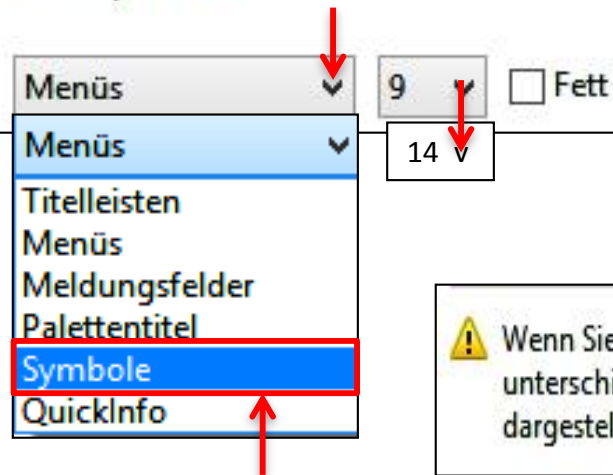 Menüs 9 Fett
Menüs 14
Titelleisten
Menüs
Meldungsfelder
Palettentitel
Symbole
QuickInfo
Wenn Sie
unterschi
dargestel